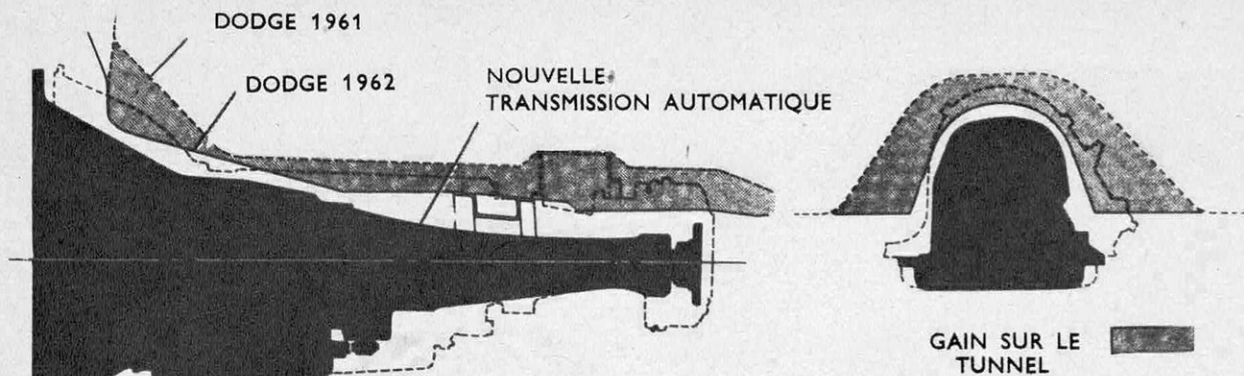 DODGE 1961
DODGE 1962
NOUVELLE
TRANSMISSION AUTOMATIQUE
GAIN SUR LE
TUNNEL